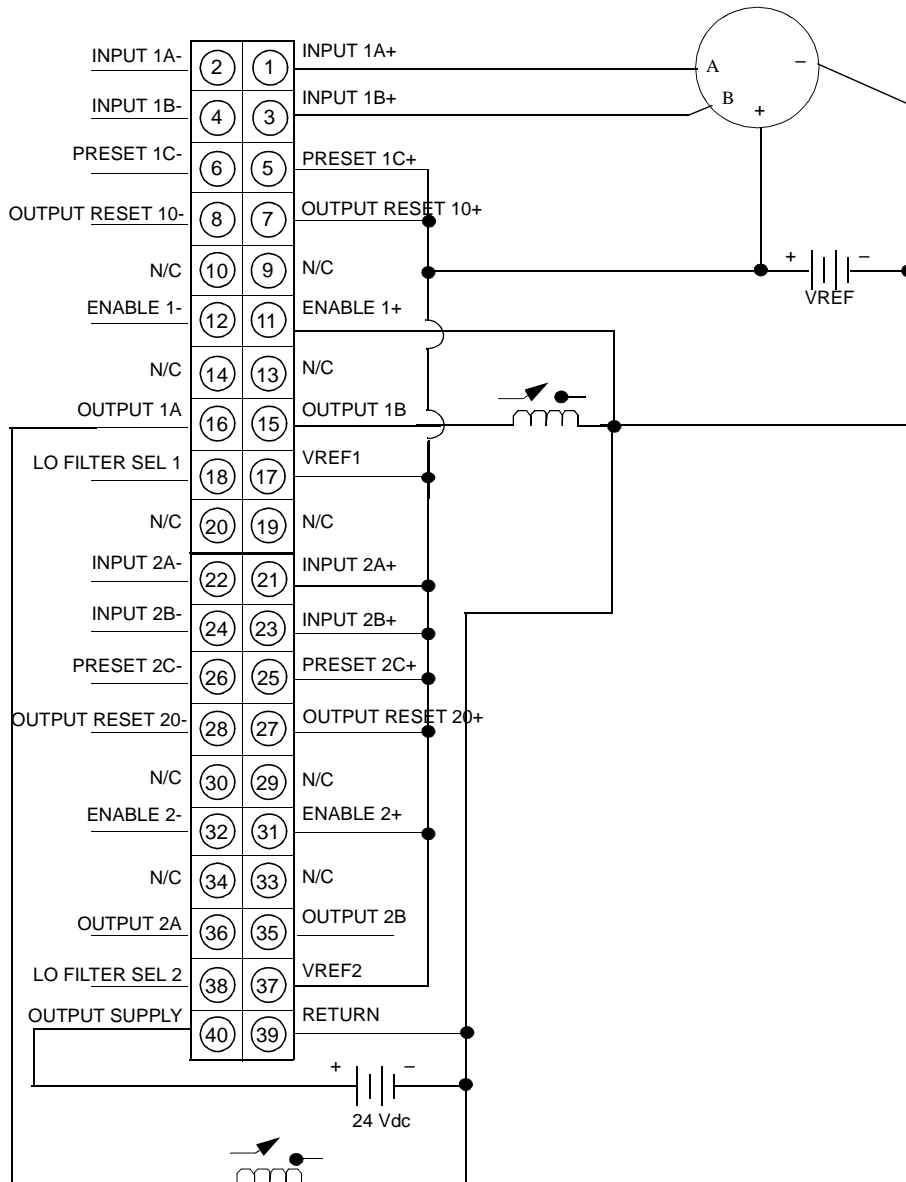 INPUT 1A- 2 1 INPUT 1A+
A −
INPUT 1B- 4 3 INPUT 1B+
B +
PRESET 1C- 6 5 PRESET 1C+
OUTPUT RESET 10- 8 7 OUTPUT RESET 10+
N/C 10 9 N/C
+ −
VREF
ENABLE 1- 12 11 ENABLE 1+
N/C 14 13 N/C
OUTPUT 1A 16 15 OUTPUT 1B
LO FILTER SEL 1 18 17 VREF1
N/C 20 19 N/C
INPUT 2A- 22 21 INPUT 2A+
INPUT 2B- 24 23 INPUT 2B+
PRESET 2C- 26 25 PRESET 2C+
OUTPUT RESET 20- 28 27 OUTPUT RESET 20+
N/C 30 29 N/C
ENABLE 2- 32 31 ENABLE 2+
N/C 34 33 N/C
OUTPUT 2A 36 35 OUTPUT 2B
LO FILTER SEL 2 38 37 VREF2
OUTPUT SUPPLY 40 39 RETURN
+ −
24 Vdc